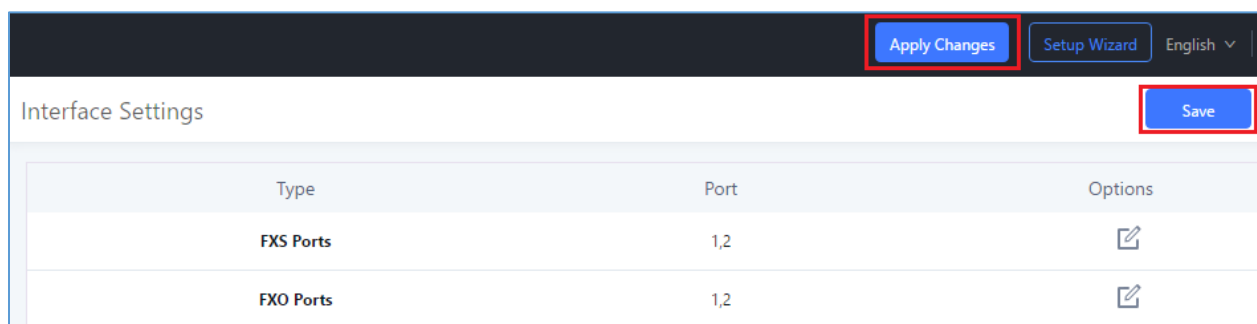 Apply Changes Setup Wizard English
Interface Settings Save
Type Port Options
FXS Ports 1,2
FXO Ports 1,2